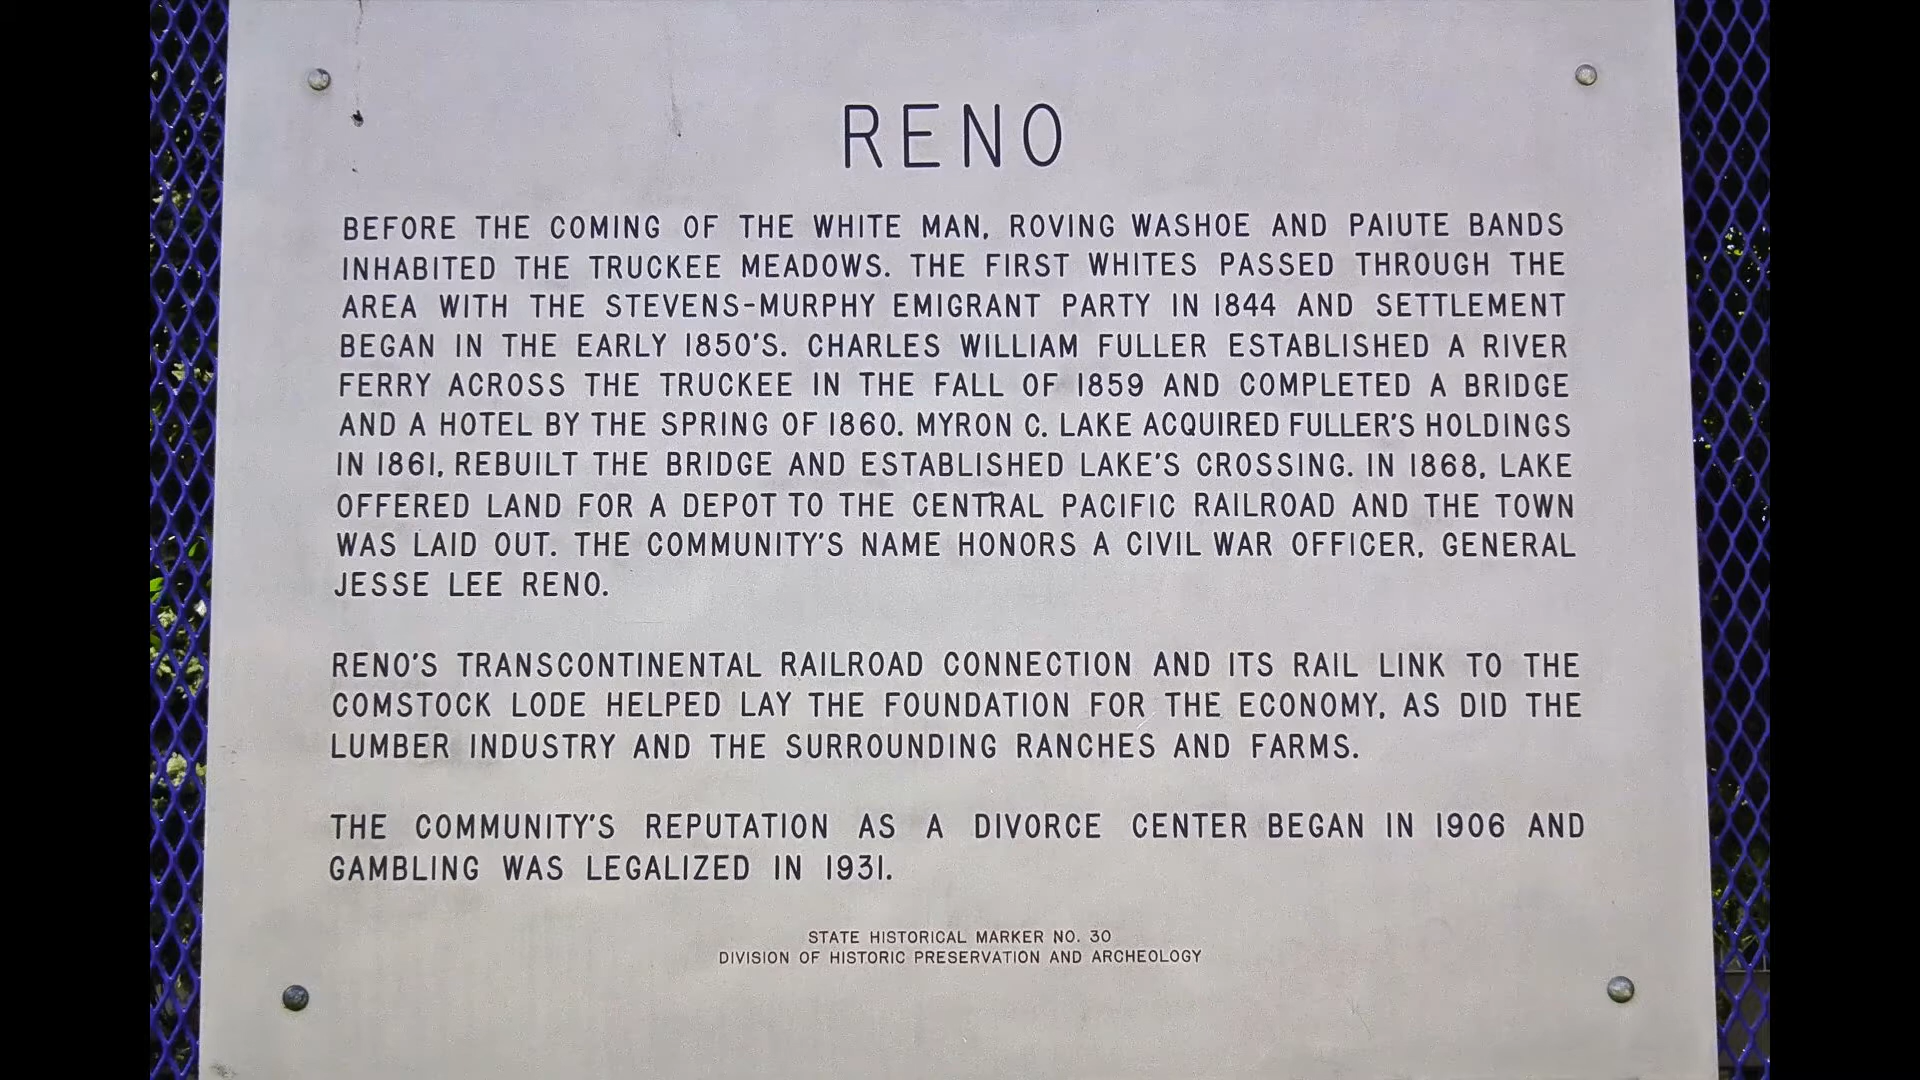 RENO
BEFORE THE COMING OF THE WHITE MAN, ROVING WASHOE AND PAIUTE BANDS
INHABITED THE TRUCKEE MEADOWS. THE FIRST WHITES PASSED THROUGH THE
AREA WITH THE STEVENS-MURPHY EMIGRANT PARTY IN 1844 AND SETTLEMENT
BEGAN IN THE EARLY 1850'S. CHARLES WILLIAM FULLER ESTABLISHED A RIVER
FERRY ACROSS THE TRUCKEE IN THE FALL OF 1859 AND COMPLETED A BRIDGE
AND A HOTEL BY THE SPRING OF 1860. MYRON C. LAKE ACQUIRED FULLER'S HOLDINGS
IN 1861, REBUILT THE BRIDGE AND ESTABLISHED LAKE'S CROSSING. IN 1868, LAKE
OFFERED LAND FOR A DEPOT TO THE CENTRAL PACIFIC RAILROAD AND THE TOWN
WAS LAID OUT. THE COMMUNITY'S NAME HONORS A CIVIL WAR OFFICER, GENERAL
JESSE LEE RENO.
RENO'S TRANSCONTINENTAL RAILROAD CONNECTION AND ITS RAIL LINK TO THE
COMSTOCK LODE HELPED LAY THE FOUNDATION FOR THE ECONOMY, AS DID THE
LUMBER INDUSTRY AND THE SURROUNDING RANCHES AND FARMS.
THE COMMUNITY'S REPUTATION AS A DIVORCE CENTER BEGAN IN 1906 AND
GAMBLING WAS LEGALIZED IN 1931.
STATE HISTORICAL MARKER NO. 30
DIVISION OF HISTORIC PRESERVATION AND ARCHEOLOGY